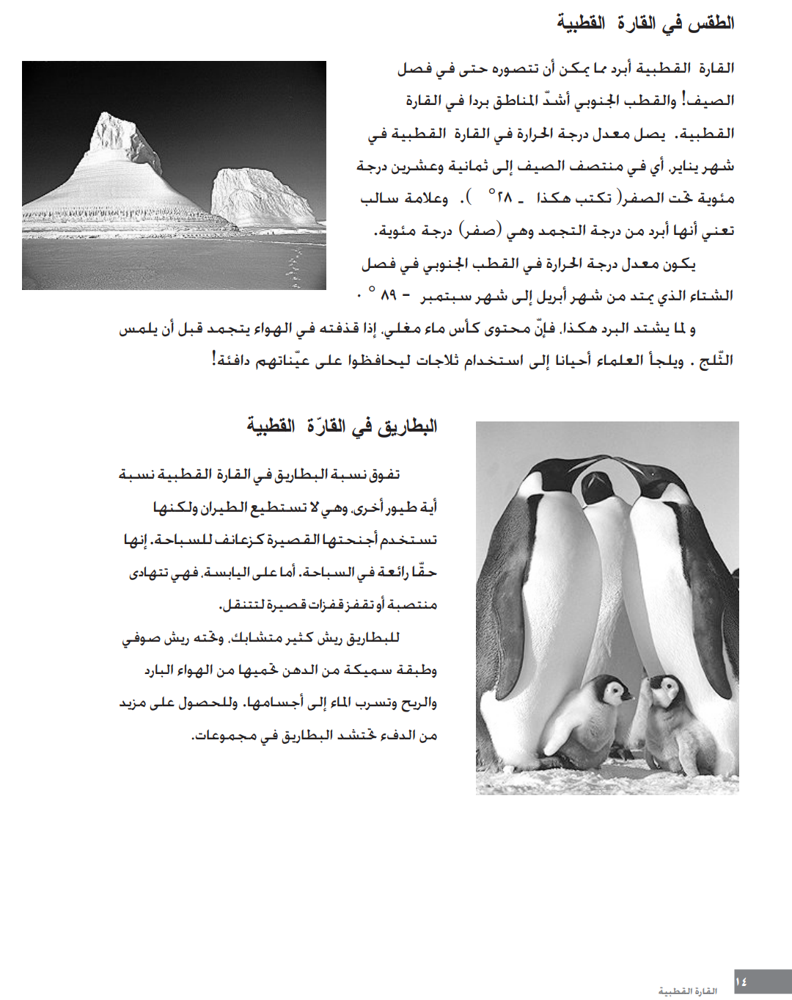 الطقس في القارة القطبية
القارة القطبية أبرد مما يمكن أن تتصوره حتى في فصل
الصيف! والقطب الجنوبي أشدّ المناطق بردا في القارة
القطبية. يصل معدل درجة الحرارة في القارة القطبية في
شهر يناير، أي في منتصف الصيف إلى ثمانية وعشرين درجة
مئوية تحت الصفر( تكتب هكذا ـ ٢٨° ). وعلامة سالب
تعني أنها أبرد من درجة التجمد وهي (صفر) درجة مئوية.
يكون معدل درجة الحرارة في القطب الجنوبي في فصل
الشتاء الذي يمتد من شهر أبريل إلى شهر سبتمبر - ٨٩ ° ٠
و لما يشتد البرد هكذا، فإنّ محتوى كأس ماء مغلي، إذا قذفته في الهواء يتجمد قبل أن يلمس
الثّلج . ويلجأ العلماء أحيانا إلى استخدام ثلاجات ليحافظوا على عيّناتهم دافئة!
البطاريق في القارّة القطبية
تفوق نسبة البطاريق في القارة القطبية نسبة
أية طيور أخرى، وهي لا تستطيع الطيران ولكنها
تستخدم أجنحتها القصيرة كزعانف للسباحة. إنها
حقّا رائعة في السباحة. أما على اليابسة، فهي تتهادى
منتصبة أو تقفز قفزات قصيرة لتتنقل.
للبطاريق ريش كثير متشابك، وتحته ريش صوفي
وطبقة سميكة من الدهن تحميها من الهواء البارد
والريح وتسرب الماء إلى أجسامها. وللحصول على مزيد
من الدفء تحتشد البطاريق في مجموعات.
١٤
القارة القطبية